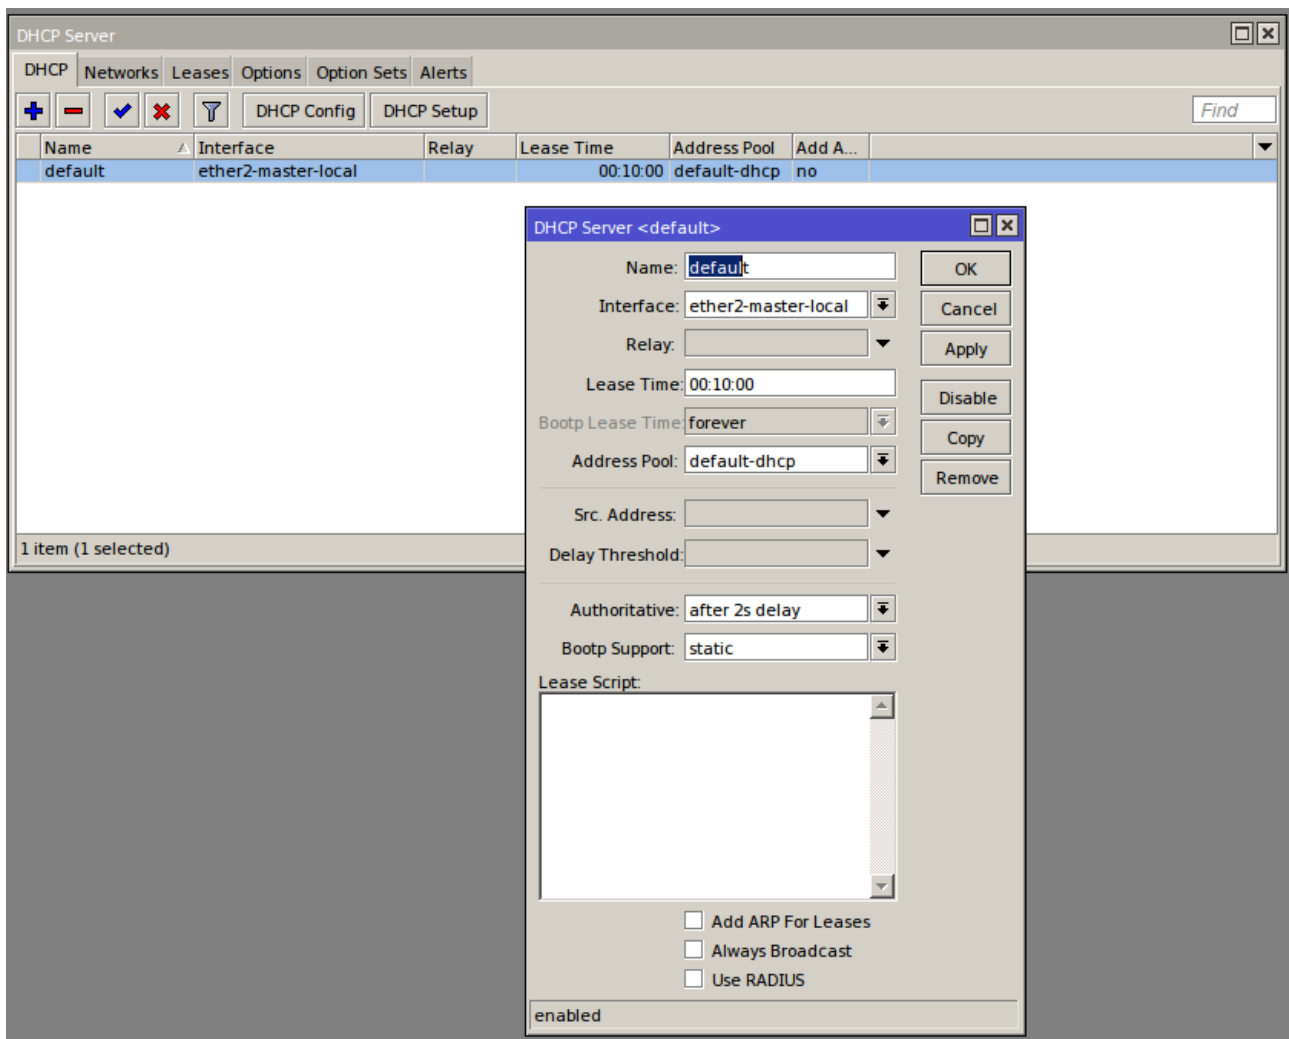 DHCP Server
DHCP Networks Leases Options Option Sets Alerts
DHCP Config DHCP Setup Find
Name Interface Relay Lease Time Address Pool Add A...
default ether2-master-local 00:10:00 default-dhcp no
1 item (1 selected)
DHCP Server <default>
Name: default
Interface: ether2-master-local
Relay:
Lease Time: 00:10:00
Bootp Lease Time: forever
Address Pool: default-dhcp
Src. Address:
Delay Threshold:
Authoritative: after 2s delay
Bootp Support: static
Lease Script:
Add ARP For Leases
Always Broadcast
Use RADIUS
enabled
OK
Cancel
Apply
Disable
Copy
Remove